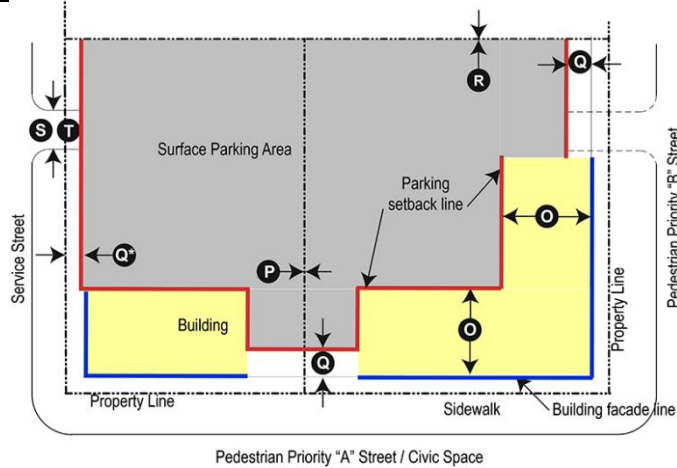 R
Q
S
T
Surface Parking Area
Parking
setback line
Pedestrian Priority "B" Street
O
Service Street
Q*
P
Property Line
Building
O
Q
Property Line
Sidewalk
Building facade line
Pedestrian Priority "A" Street / Civic Space